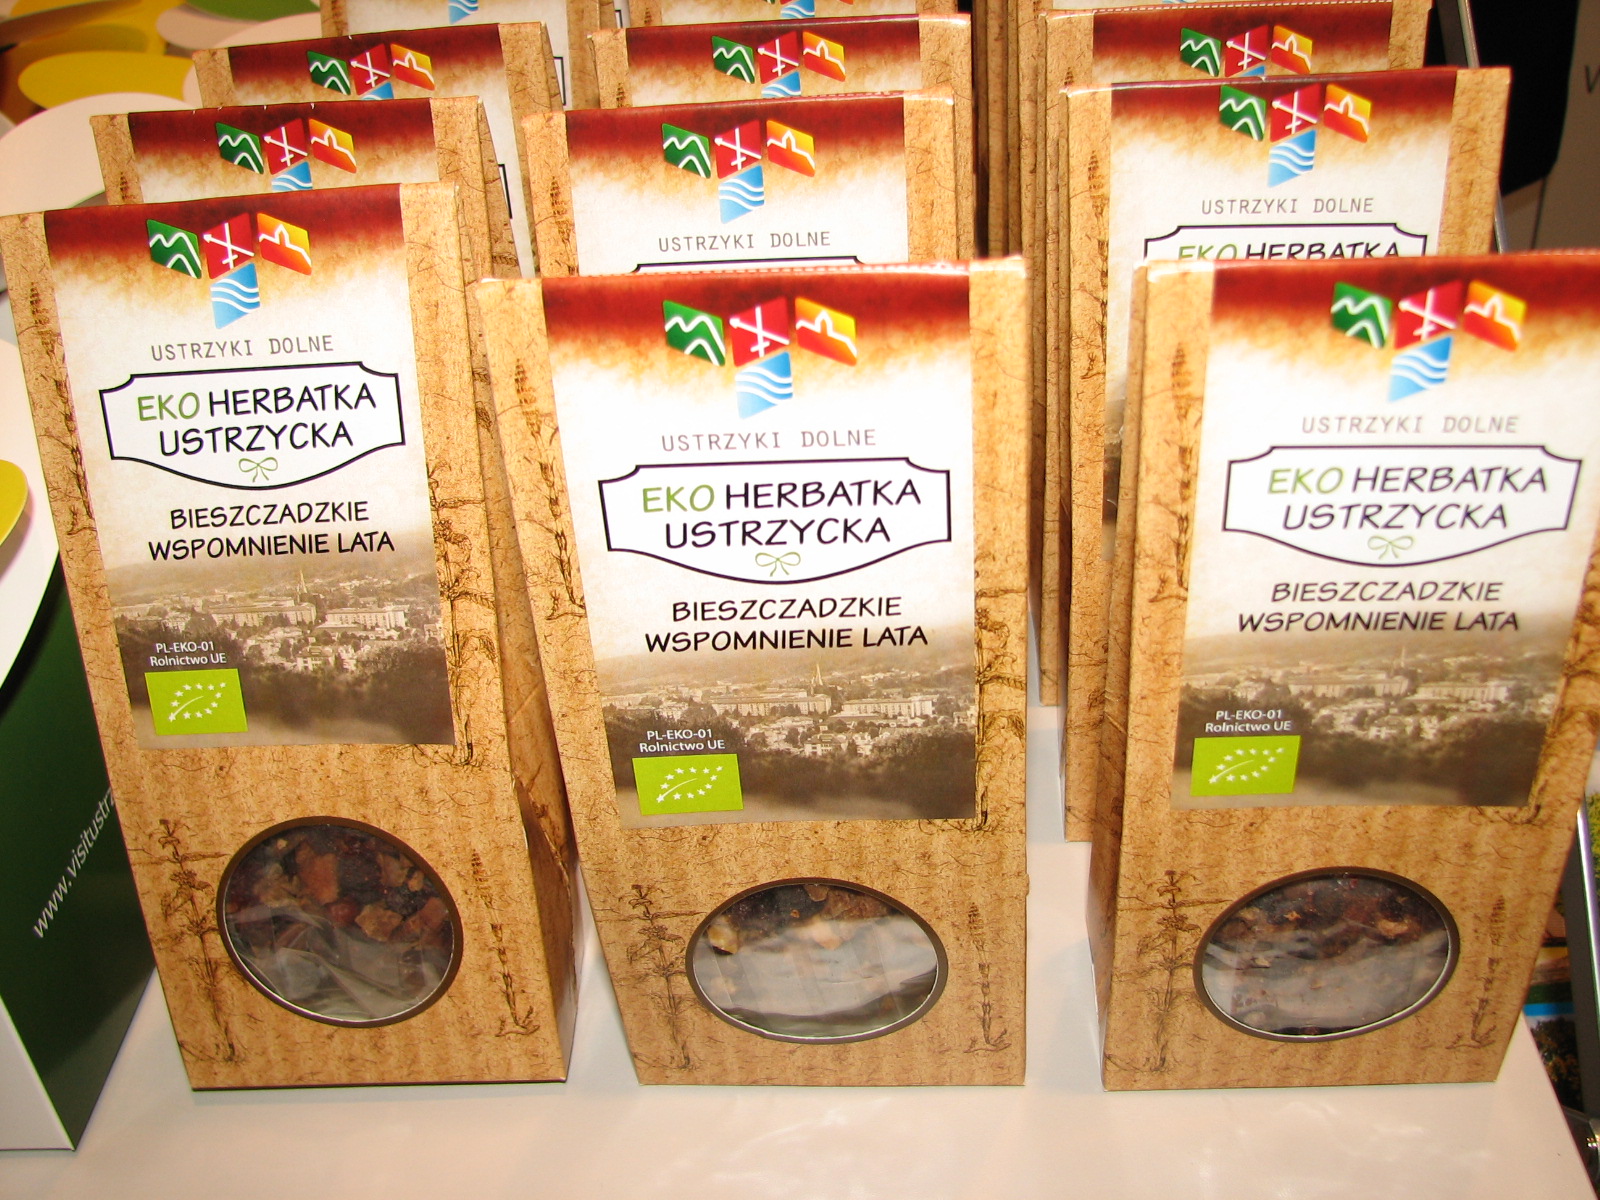 USTRZYKI DOLNE
EKO HERBATKA
USTRZYCKA
BIESZCZADZKIE
WSPOMNIENIE LATA
PL-EKO-01
Rolnictwo UE
USTRZYKI DOLNE
EKO HERBATKA
USTRZYCKA
BIESZCZADZKIE
WSPOMNIENIE LATA
PL-EKO-01
Rolnictwo UE
USTRZYKI DOLNE
EKO HERBATKA
USTRZYCKA
BIESZCZADZKIE
WSPOMNIENIE LATA
PL-EKO-01
Rolnictwo UE
USTRZYKI DOLNE
USTRZYKI DOLNE
EKO HERBATKA